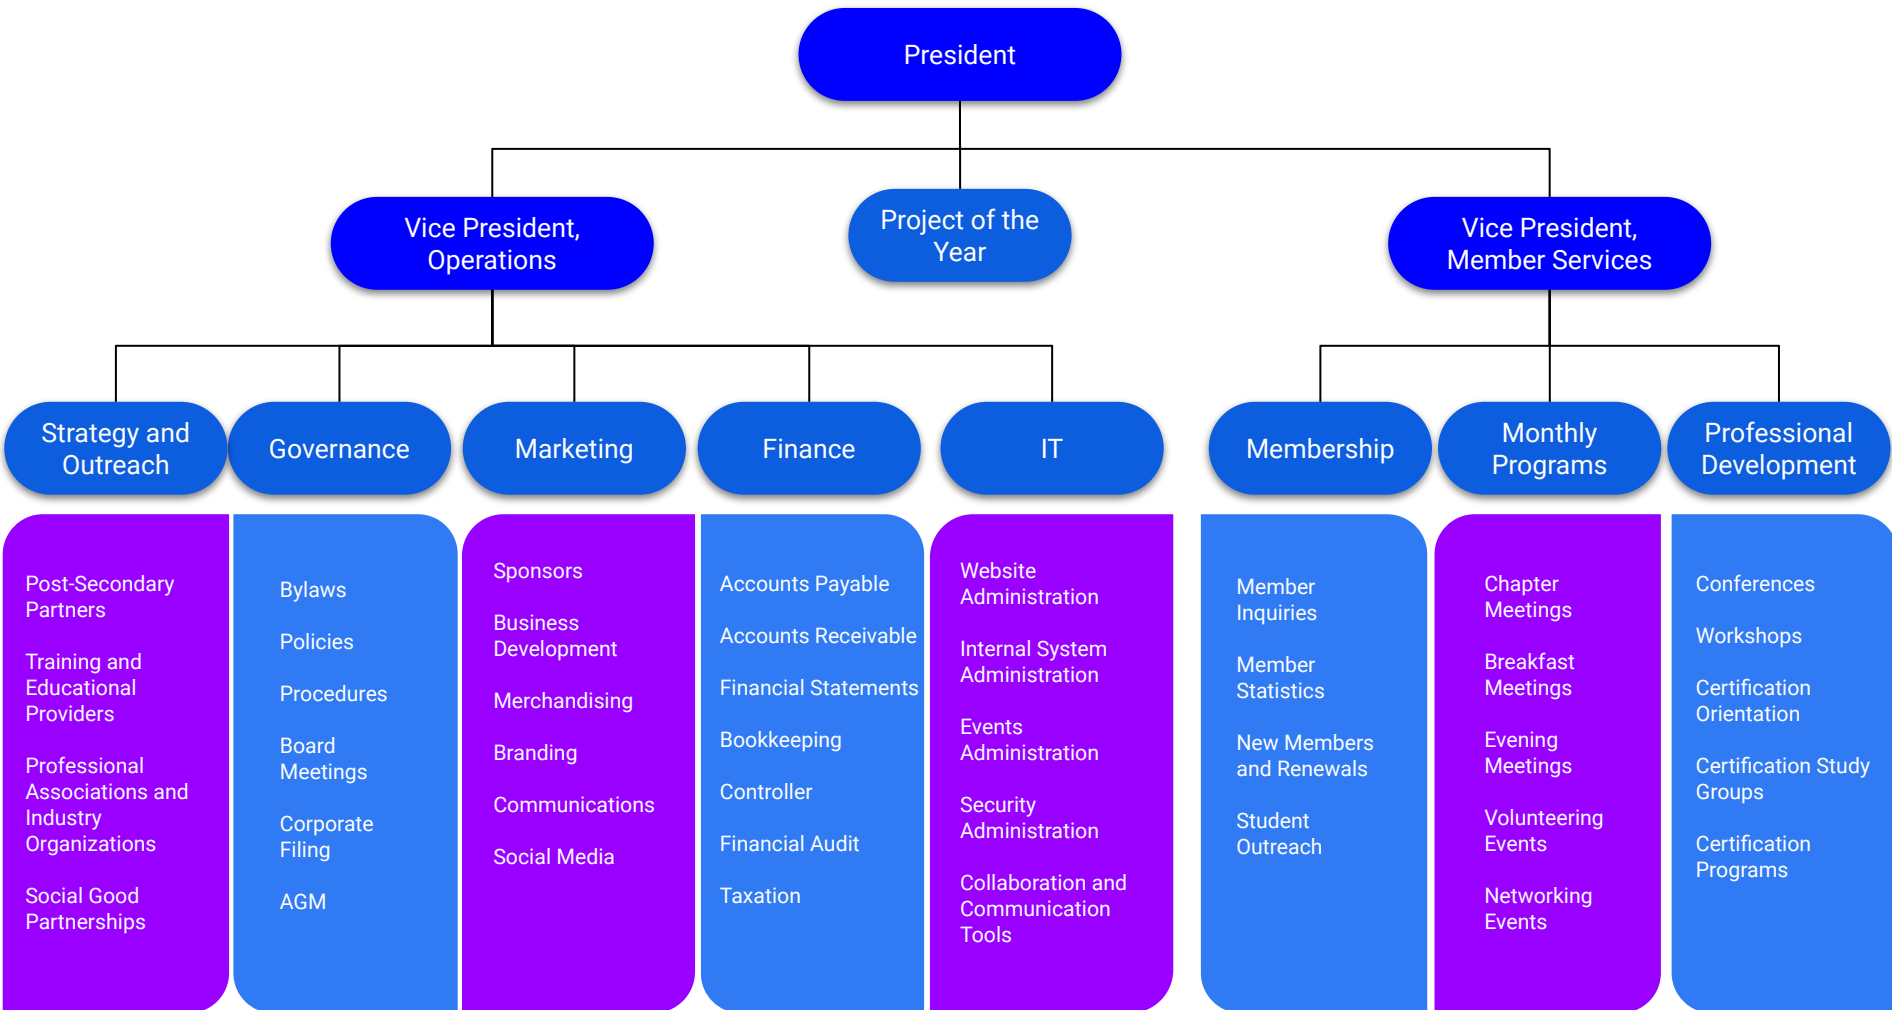 President
Vice President,
Operations
Project of the
Year
Vice President,
Member Services
Strategy and
Outreach
Governance
Marketing
Finance
IT
Membership
Monthly
Programs
Professional
Development
Post-Secondary
Partners
Training and
Educational
Providers
Professional
Associations and
Industry
Organizations
Social Good
Partnerships
Bylaws
Policies
Procedures
Board
Meetings
Corporate
Filing
AGM
Sponsors
Business
Development
Merchandising
Branding
Communications
Social Media
Accounts Payable
Accounts Receivable
Financial Statements
Bookkeeping
Controller
Financial Audit
Taxation
Website
Administration
Internal System
Administration
Events
Administration
Security
Administration
Collaboration and
Communication
Tools
Member
Inquiries
Member
Statistics
New Members
and Renewals
Student
Outreach
Chapter
Meetings
Breakfast
Meetings
Evening
Meetings
Volunteering
Events
Networking
Events
Conferences
Workshops
Certification
Orientation
Certification Study
Groups
Certification
Programs